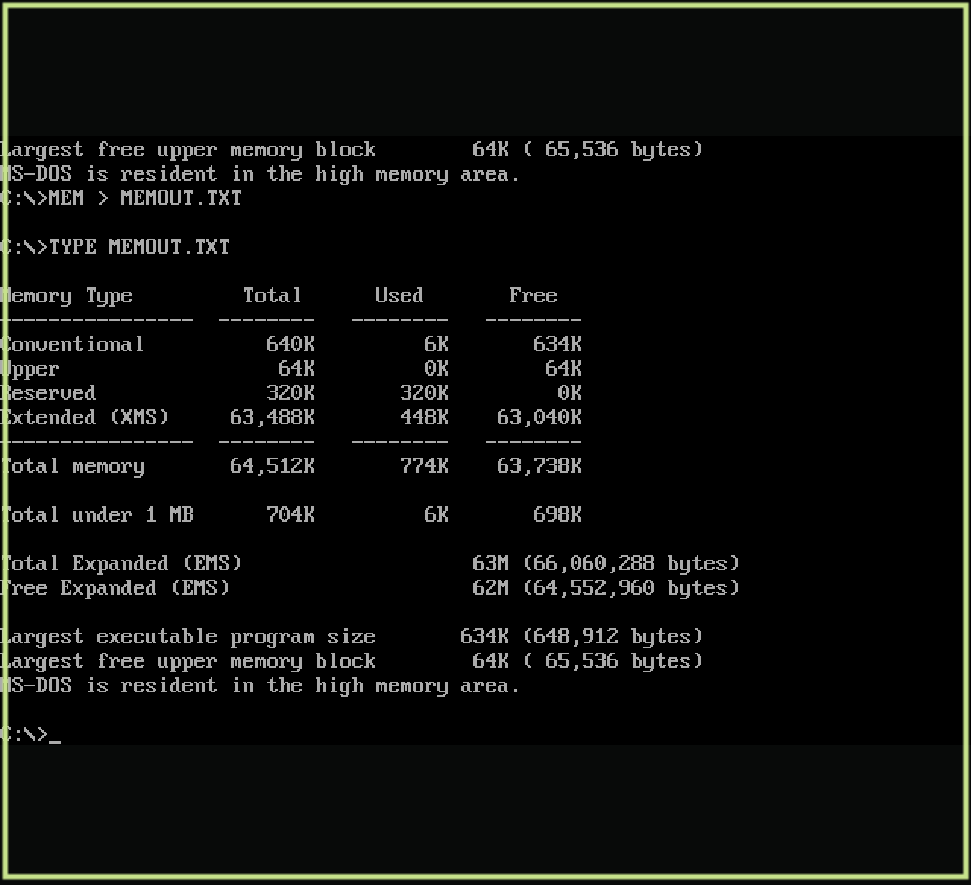 Largest free upper memory block        64K ( 65,536 bytes)
MS-DOS is resident in the high memory area.
C:\>MEM > MEMOUT.TXT
C:\>TYPE MEMOUT.TXT
Memory Type         Total      Used       Free
----------------  --------   --------   --------
Conventional          640K         6K       634K
Upper                  64K         0K        64K
Reserved              320K       320K         0K
Extended (XMS)     63,488K       448K    63,040K
----------------  --------   --------   --------
Total memory       64,512K       774K    63,738K
Total under 1 MB      704K         6K       698K
Total Expanded (EMS)                   63M (66,060,288 bytes)
Free Expanded (EMS)                    62M (64,552,960 bytes)
Largest executable program size       634K (648,912 bytes)
Largest free upper memory block        64K ( 65,536 bytes)
MS-DOS is resident in the high memory area.
C:\>_